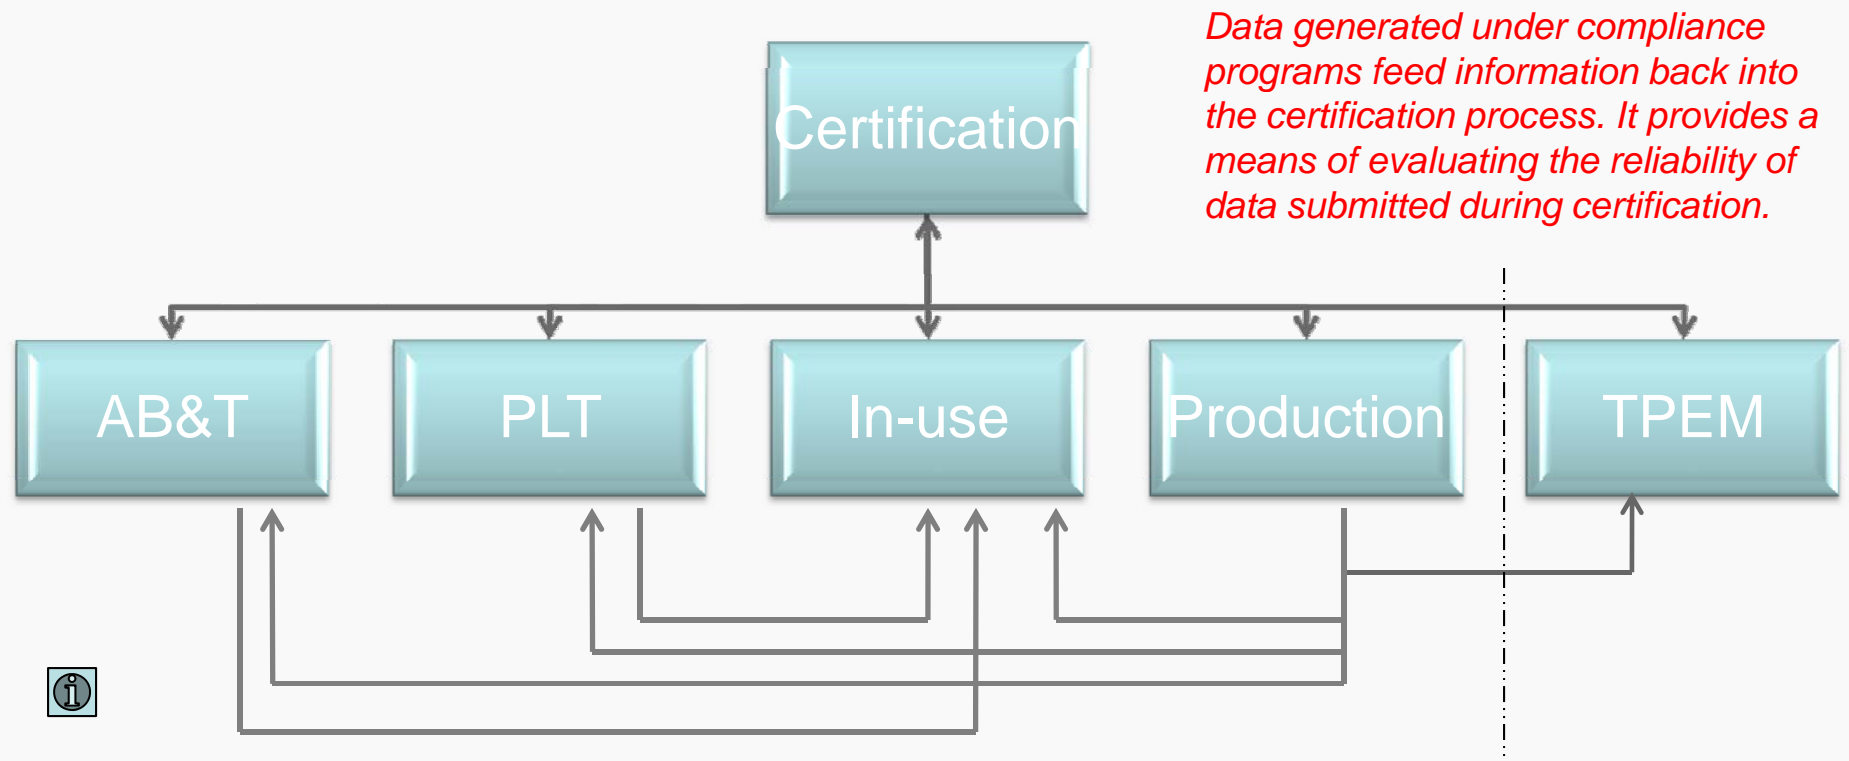 Data generated under compliance
programs feed information back into
the certification process. It provides a
means of evaluating the reliability of
data submitted during certification.
Certification
AB&T
PLT
In-use
Production
TPEM
i